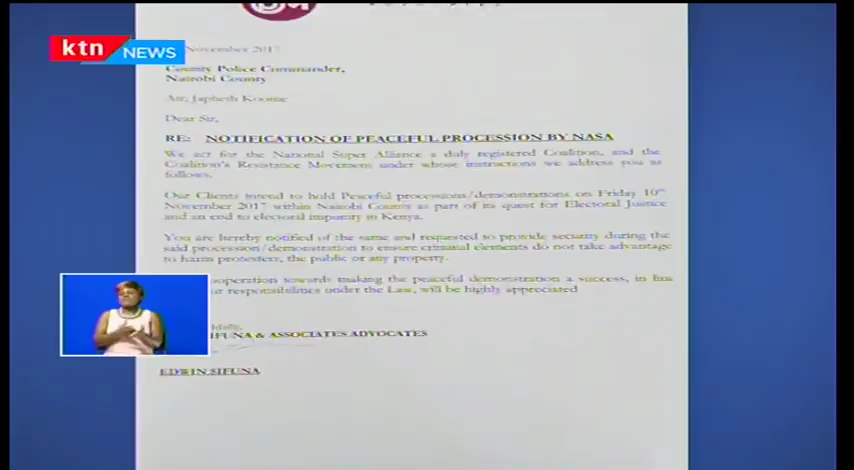 ktn NEWS
November 2017
County Police Commander,
Nairobi County
Att, Japheth Koome
Dear Sir,
RE: NOTIFICATION OF PEACEFUL PROCESSION BY NASA
We act for the National Super Alliance a duly registered Coalition, and the
Coalition's Resistance Movement under whose instructions we address you as
follows.
Our Clients intend to hold Peaceful processions/demonstrations on Friday 10th
November 2017 within Nairobi County as part of its quest for Electoral Justice
and an end to electoral impunity in Kenya.
You are hereby notified of the same and requested to provide security during the
said procession/demonstration to ensure criminal elements do not take advantage
to harm protesters, the public or any property.
ooperation towards making the peaceful demonstration a success, in
responsibilities under the Law, will be highly appreciated
IFUNA & ASSOCIATES ADVOCATES
EDWIN SIFUNA